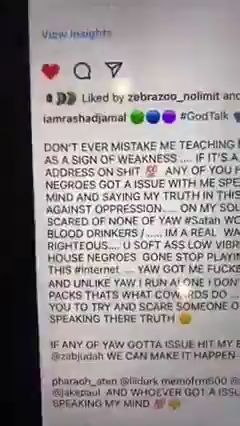 View Insights
Liked by zebrazoo_nolimit and
iamrashadjamal 🟢🔵🟣 #GodTalk
DON'T EVER MISTAKE ME TEACHING
AS A SIGN OF WEAKNESS .... IF IT'S A
ADDRESS ON SHIT 💯 ANY OF YOU
NEGROES GOT A ISSUE WITH ME SPE
MIND AND SAYING MY TRUTH IN THIS
AGAINST OPPRESSION.... ON MY SOU
SCARED OF NONE OF YAW #Satan WO
BLOOD DRINKERS / ..... IM A REAL WA
RIGHTEOUS.... U SOFT ASS LOW VIBR
HOUSE NEGROES GONE STOP PLAYIN
THIS #internet .... YAW GOT ME FUCKE
AND UNLIKE YAW I RUN ALONE I DON'
PACKS THATS WHAT COWARDS DO ...
YOU TO TRY AND SCARE SOMEONE O
SPEAKING THERE TRUTH
IF ANY OF YAW GOTTA ISSUE HIT MY
@zabjudah WE CAN MAKE IT HAPPEN
pharaoh_aten @lildurk memofrm600
@jakepaul AND WHOEVER GOT A ISSU
SPEAKING MY MIND 💯